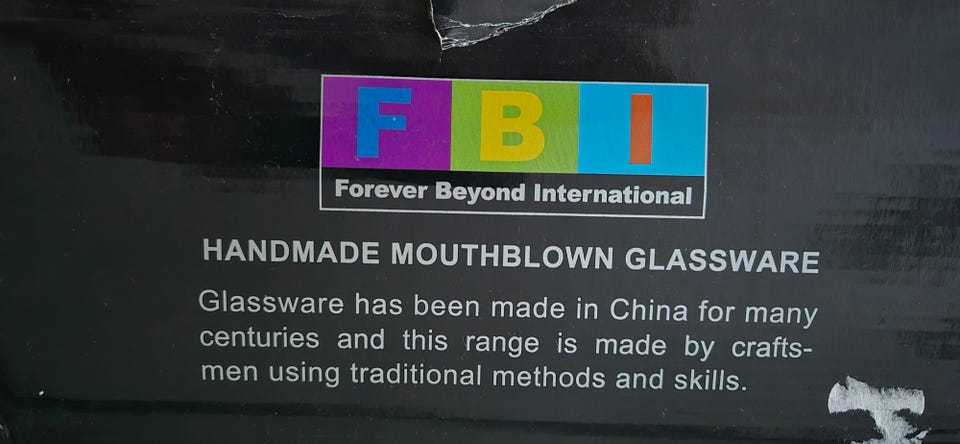 FBI
Forever Beyond International
HANDMADE MOUTHBLOWN GLASSWARE
Glassware has been made in China for many
centuries and this range is made by crafts-
men using traditional methods and skills.